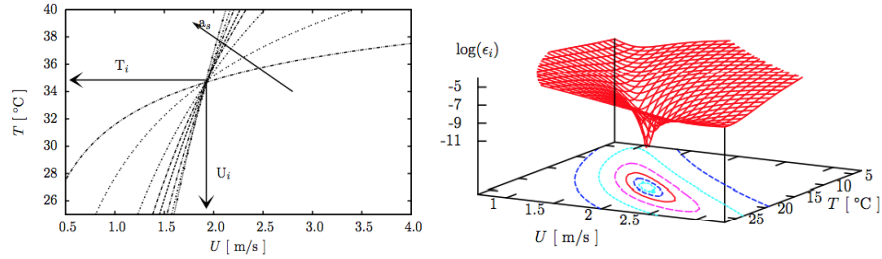 40
38
36
34
32
30
28
26
T [ °C]
0.5 1.0 1.5 2.0 2.5 3.0 3.5 4.0
U [ m/s]
a_s
T_i
U_i
log(ϵ_i)
-5
-7
-9
-11
1 1.5 2 2.5
U [ m/s]
5
10
15
20
25
T [ °C]